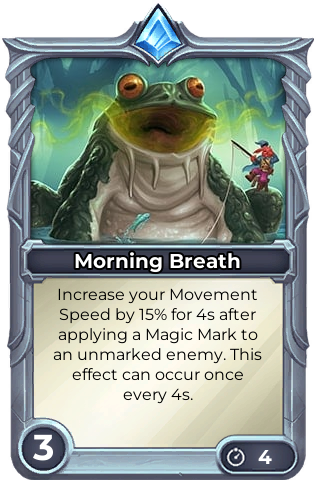 Morning Breath
Increase your Movement
Speed by 15% for 4s after
applying a Magic Mark to
an unmarked enemy. This
effect can occur once
every 4s.
3
4